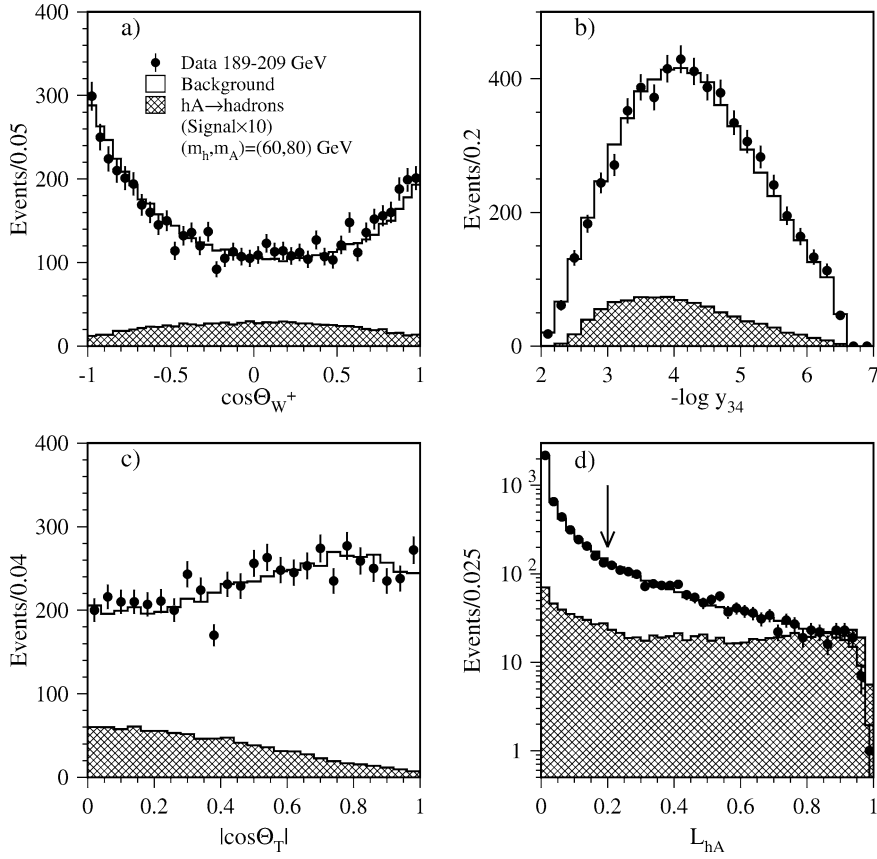 a)
Data 189-209 GeV
Background
hA→hadrons
(Signal×10)
(m_h,m_A)=(60,80) GeV
Events/0.05
400
300
200
100
0
-1 -0.5 0 0.5 1
cosΘ_W+
b)
Events/0.2
400
200
0
2 3 4 5 6 7
-log y_34
c)
Events/0.04
400
300
200
100
0
0 0.2 0.4 0.6 0.8 1
|cosΘ_T|
d)
Events/0.025
10^3
10^2
10
1
0 0.2 0.4 0.6 0.8 1
L_hA